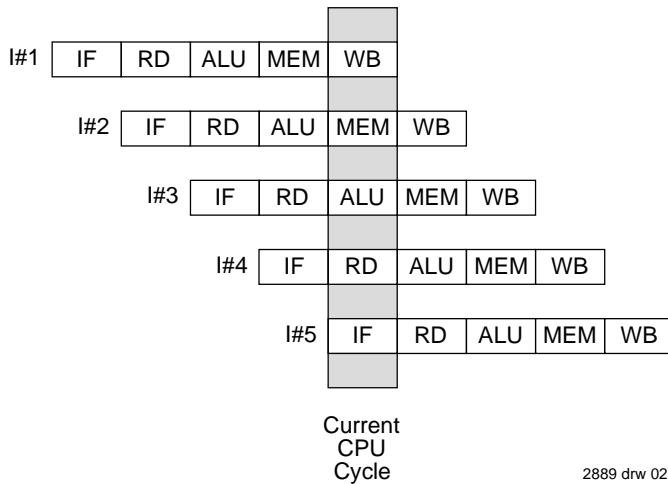 I#1 IF RD ALU MEM WB
I#2 IF RD ALU MEM WB
I#3 IF RD ALU MEM WB
I#4 IF RD ALU MEM WB
I#5 IF RD ALU MEM WB
Current
CPU
Cycle
2889 drw 02